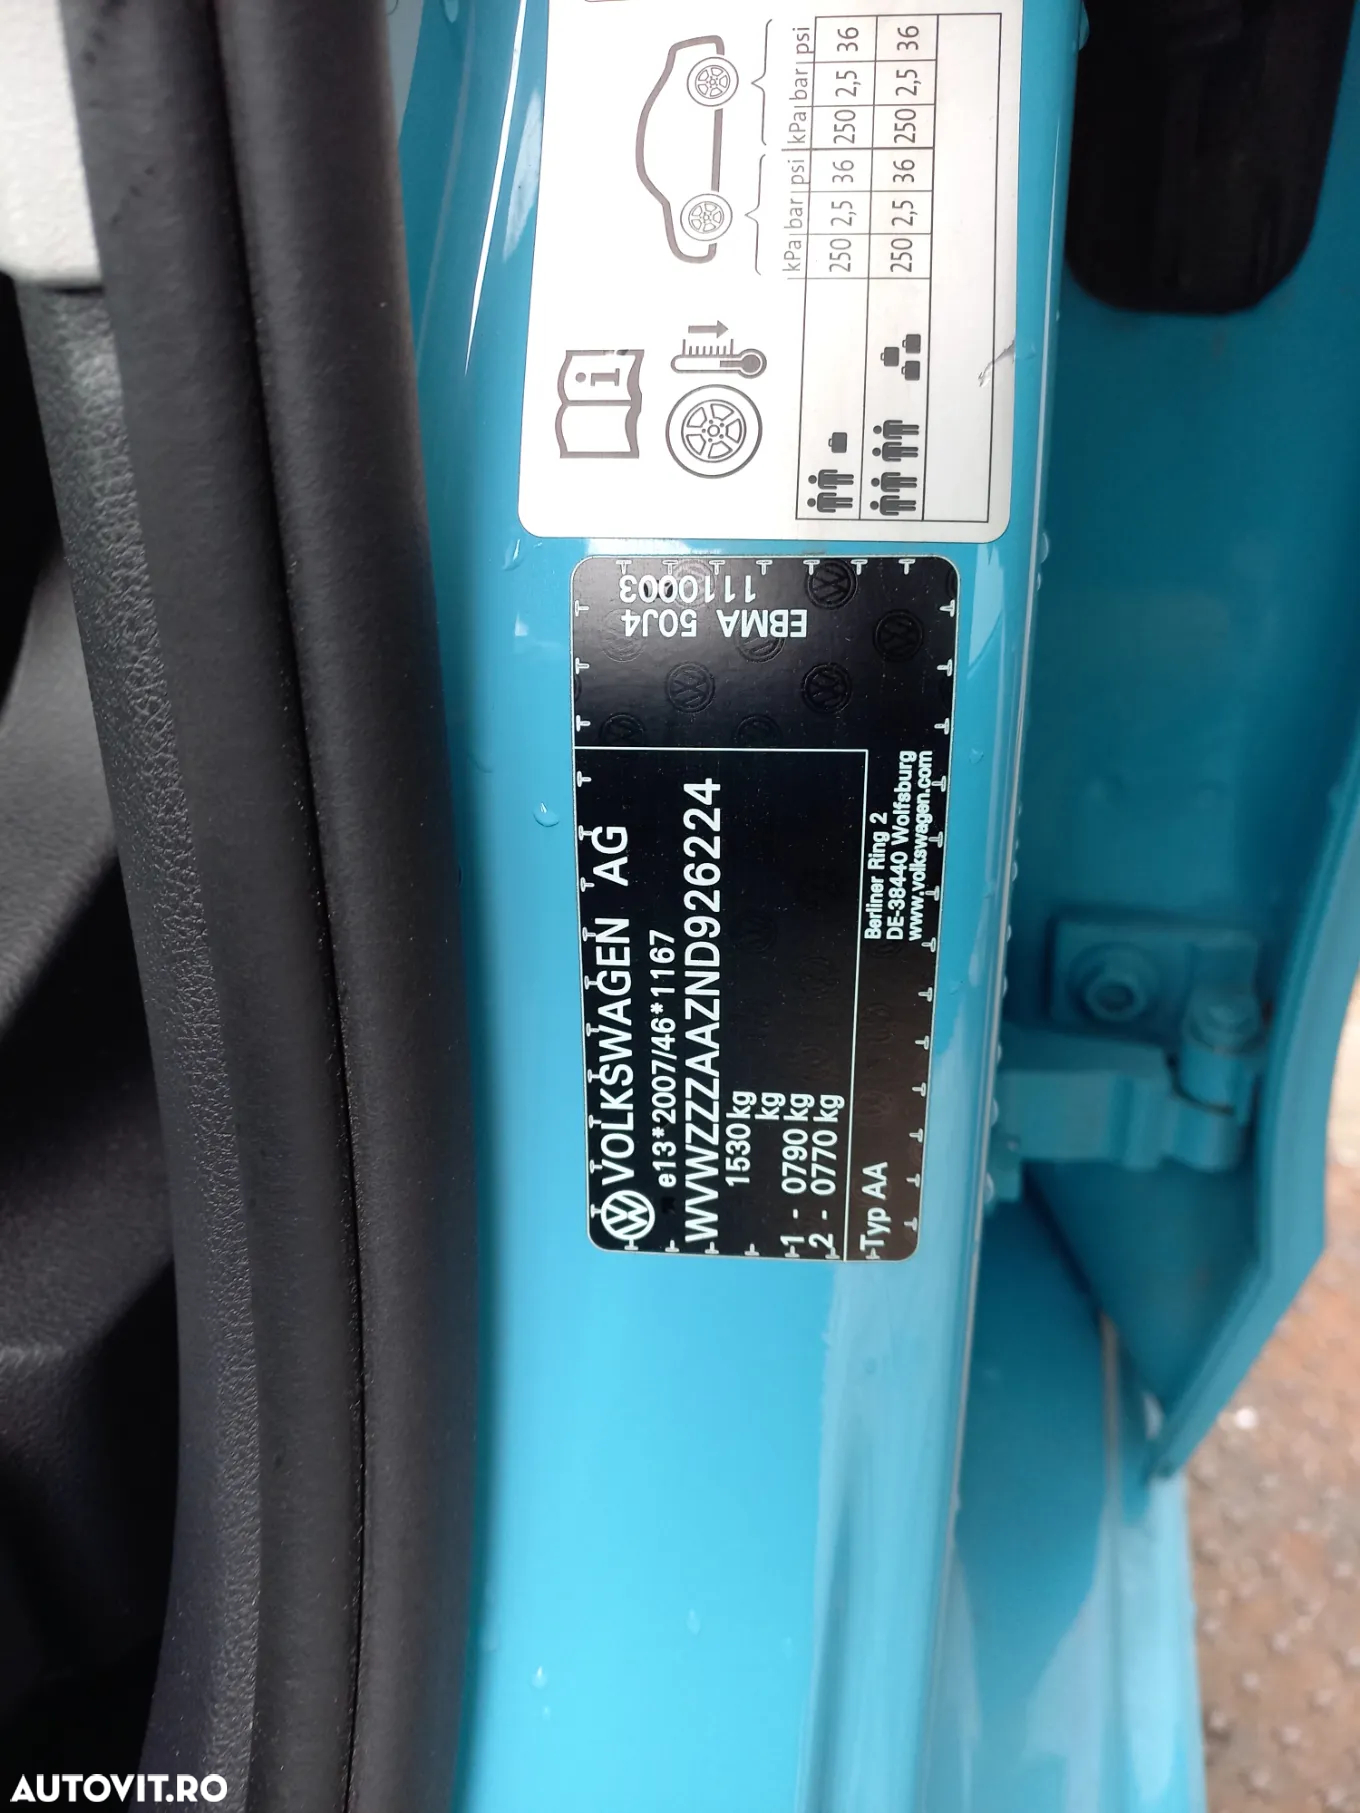 kPa bar psi kPa bar psi
250 2,5 36 250 2,5 36
250 2,5 36 250 2,5 36
EBMA 50J4
1110003
VOLKSWAGEN AG
e13*2007/46*1167
WVWZZZAAZND926224
1530 kg
kg
1 - 0790 kg
2 - 0770 kg
Typ AA
Berliner Ring 2
DE-38440 Wolfsburg
www.volkswagen.com
AUTOVIT.RO